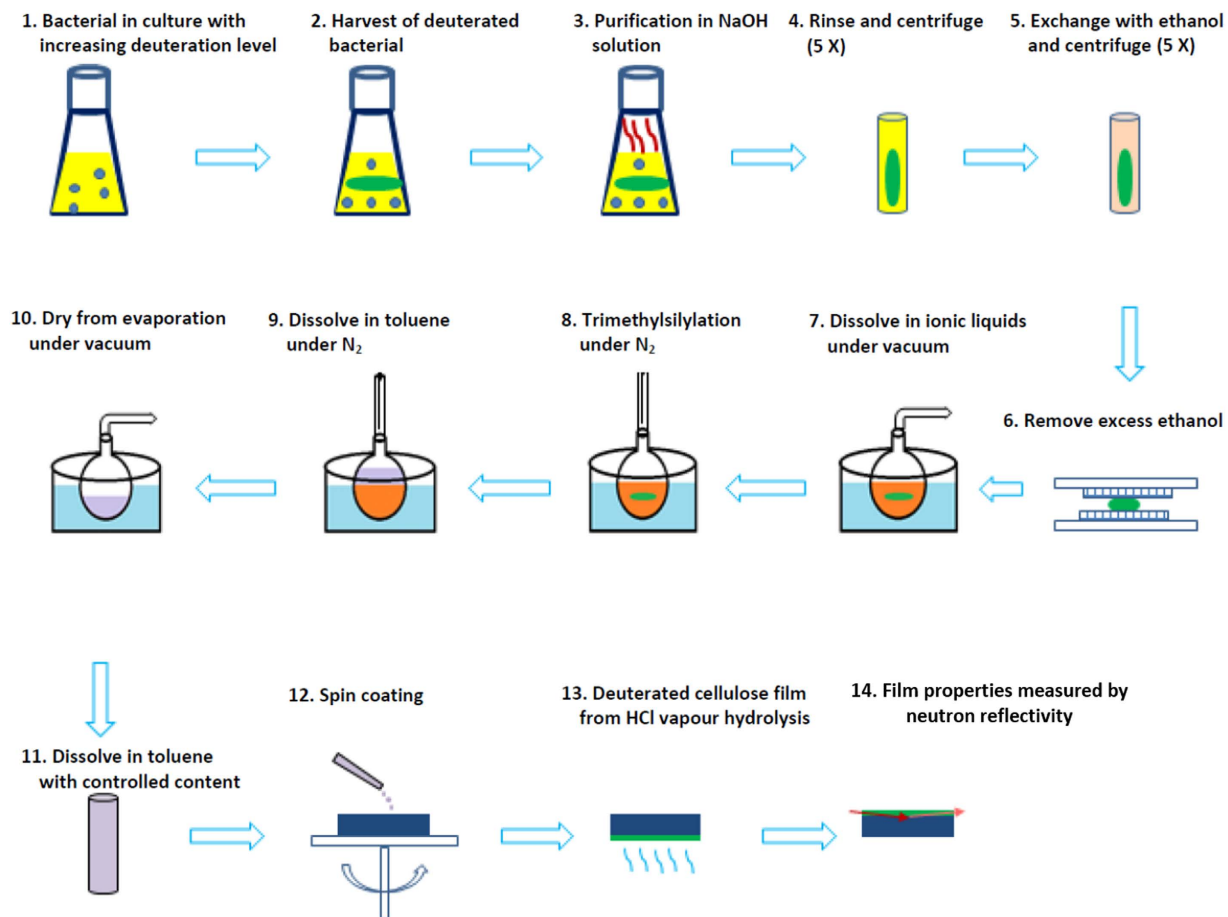 1. Bacterial in culture with
increasing deuteration level
2. Harvest of deuterated
bacterial
3. Purification in NaOH
solution
4. Rinse and centrifuge
(5 X)
5. Exchange with ethanol
and centrifuge (5 X)
10. Dry from evaporation
under vacuum
9. Dissolve in toluene
under N₂
8. Trimethylsilylation
under N₂
7. Dissolve in ionic liquids
under vacuum
6. Remove excess ethanol
11. Dissolve in toluene
with controlled content
12. Spin coating
13. Deuterated cellulose film
from HCl vapour hydrolysis
14. Film properties measured by
neutron reflectivity